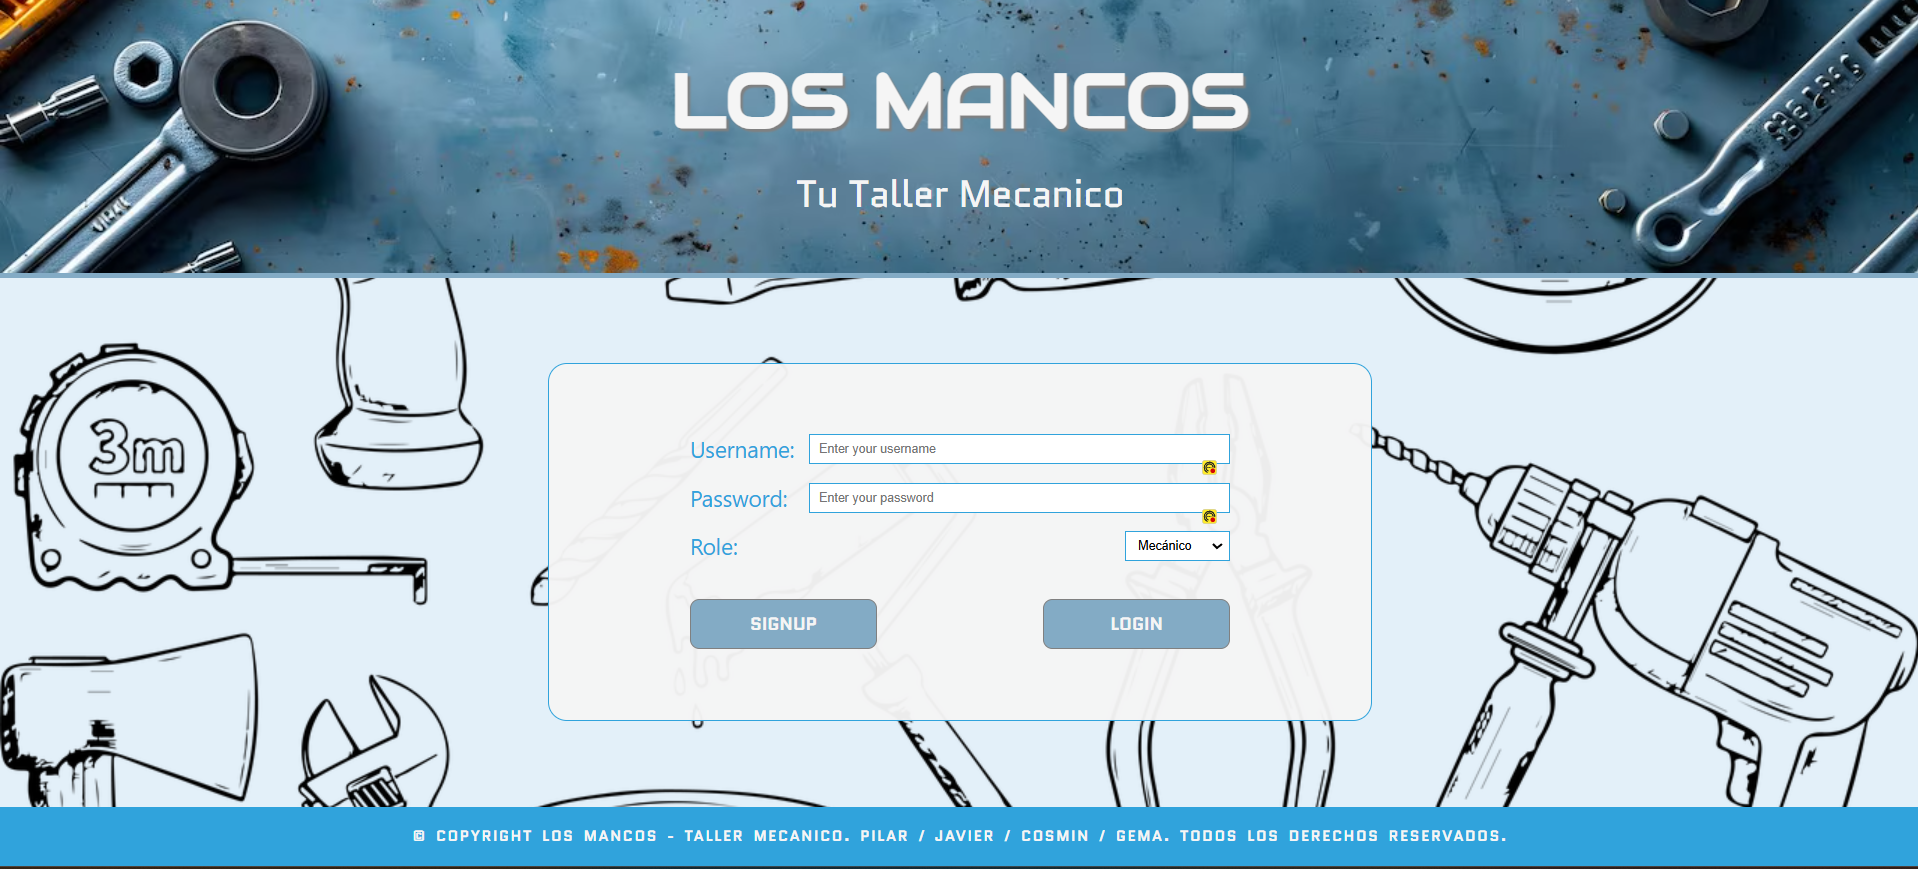 LOS MANCOS
Tu Taller Mecanico
3m
Username: Enter your username
Password: Enter your password
Role: Mecánico
SIGNUP LOGIN
© COPYRIGHT LOS MANCOS - TALLER MECANICO. PILAR / JAVIER / COSMIN / GEMA. TODOS LOS DERECHOS RESERVADOS.